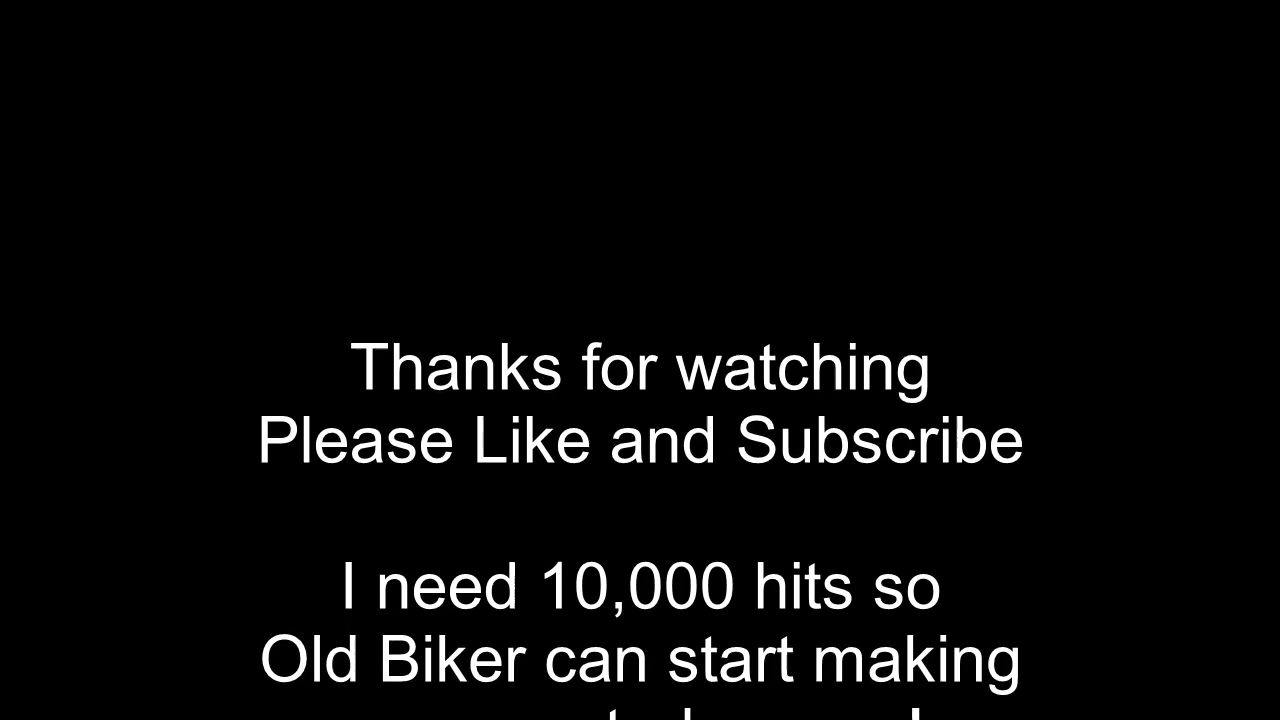 Thanks for watching
Please Like and Subscribe
I need 10,000 hits so
Old Biker can start making